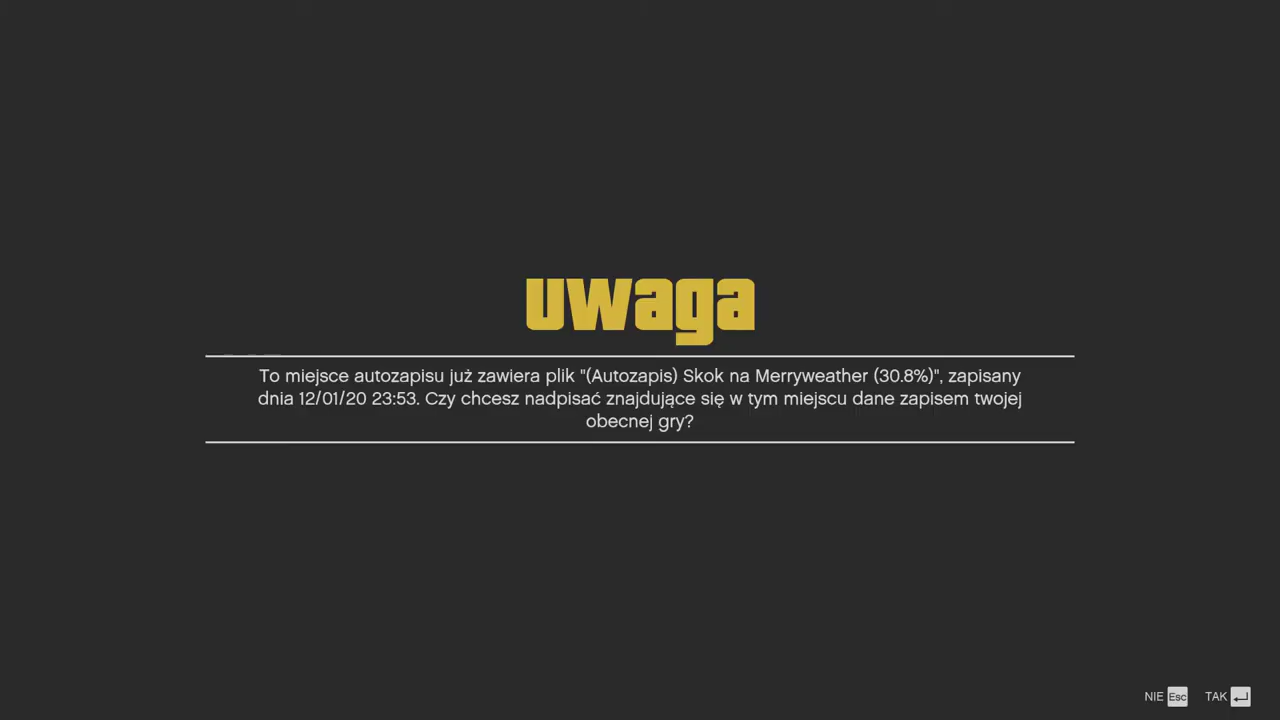 uwaga
To miejsce autozapisu już zawiera plik "(Autozapis) Skok na Merryweather (30.8%)", zapisany
dnia 12/01/20 23:53. Czy chcesz nadpisać znajdujące się w tym miejscu dane zapisem twojej
obecnej gry?
NIE Esc TAK